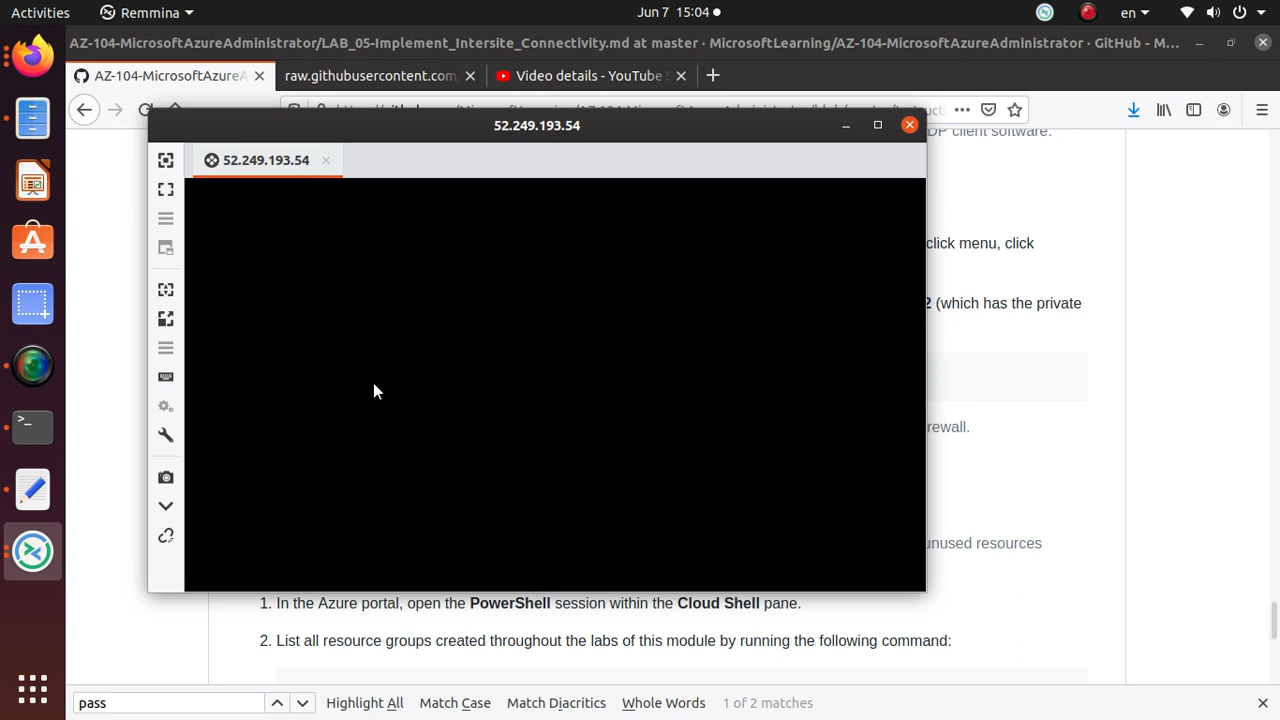 Activities Remmina Jun 7 15:04 en
AZ-104-MicrosoftAzureAdministrator/LAB_05-Implement_Intersite_Connectivity.md at master · MicrosoftLearning/AZ-104-MicrosoftAzureAdministrator · GitHub - M...
AZ-104-MicrosoftAzureA raw.githubusercontent.com Video details - YouTube S
52.249.193.54
52.249.193.54
DP client software.
click menu, click
2 (which has the private
rewall.
unused resources
1. In the Azure portal, open the PowerShell session within the Cloud Shell pane.
2. List all resource groups created throughout the labs of this module by running the following command:
pass Highlight All Match Case Match Diacritics Whole Words 1 of 2 matches